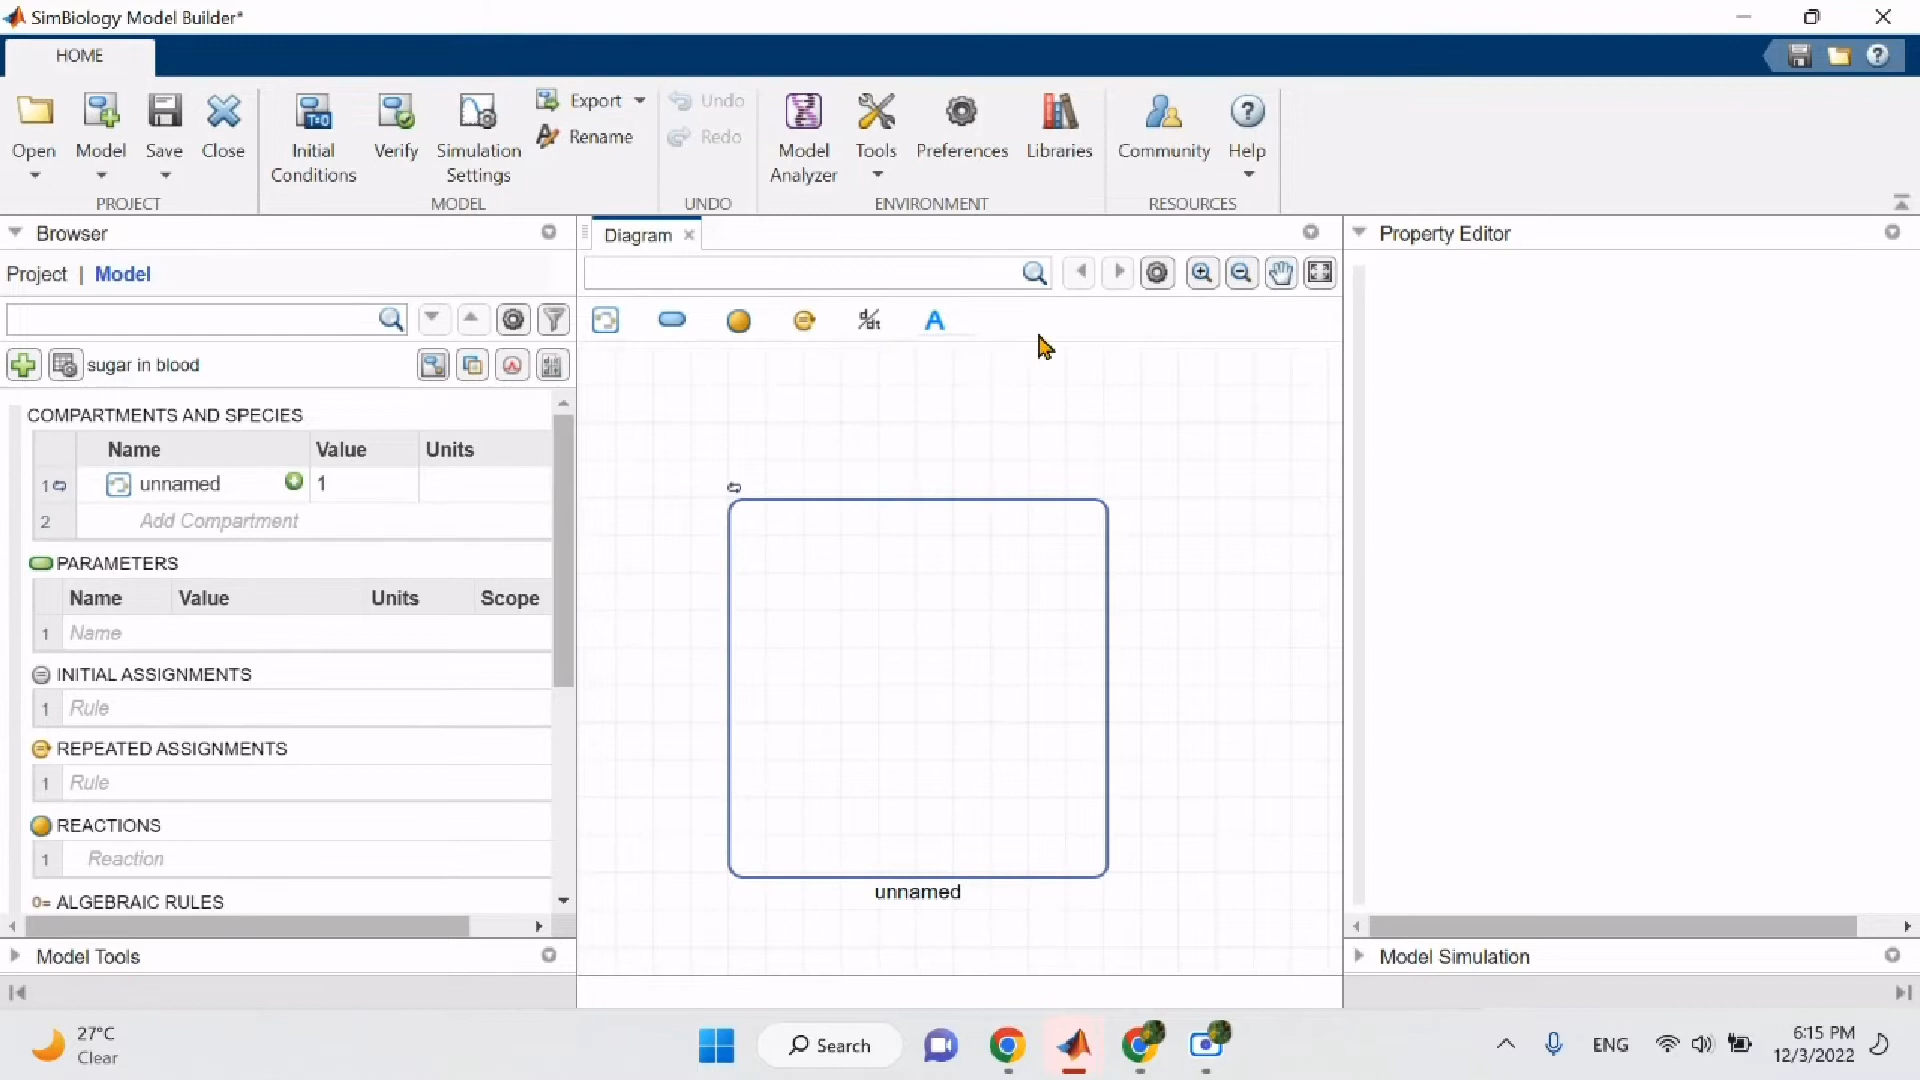 SimBiology Model Builder*
HOME
Open
Model
Save
Close
PROJECT
Initial Conditions
Verify
Simulation Settings
Export
Rename
MODEL
Undo
Redo
UNDO
Model Analyzer
Tools
Preferences
Libraries
ENVIRONMENT
Community
Help
RESOURCES
Browser
Project | Model
sugar in blood
COMPARTMENTS AND SPECIES
Name Value Units
1 unnamed 1
2 Add Compartment
PARAMETERS
Name Value Units Scope
1 Name
INITIAL ASSIGNMENTS
1 Rule
REPEATED ASSIGNMENTS
1 Rule
REACTIONS
1 Reaction
0= ALGEBRAIC RULES
Model Tools
Diagram
d/dt
A
unnamed
Property Editor
Model Simulation
27°C
Clear
Search
ENG
6:15 PM
12/3/2022